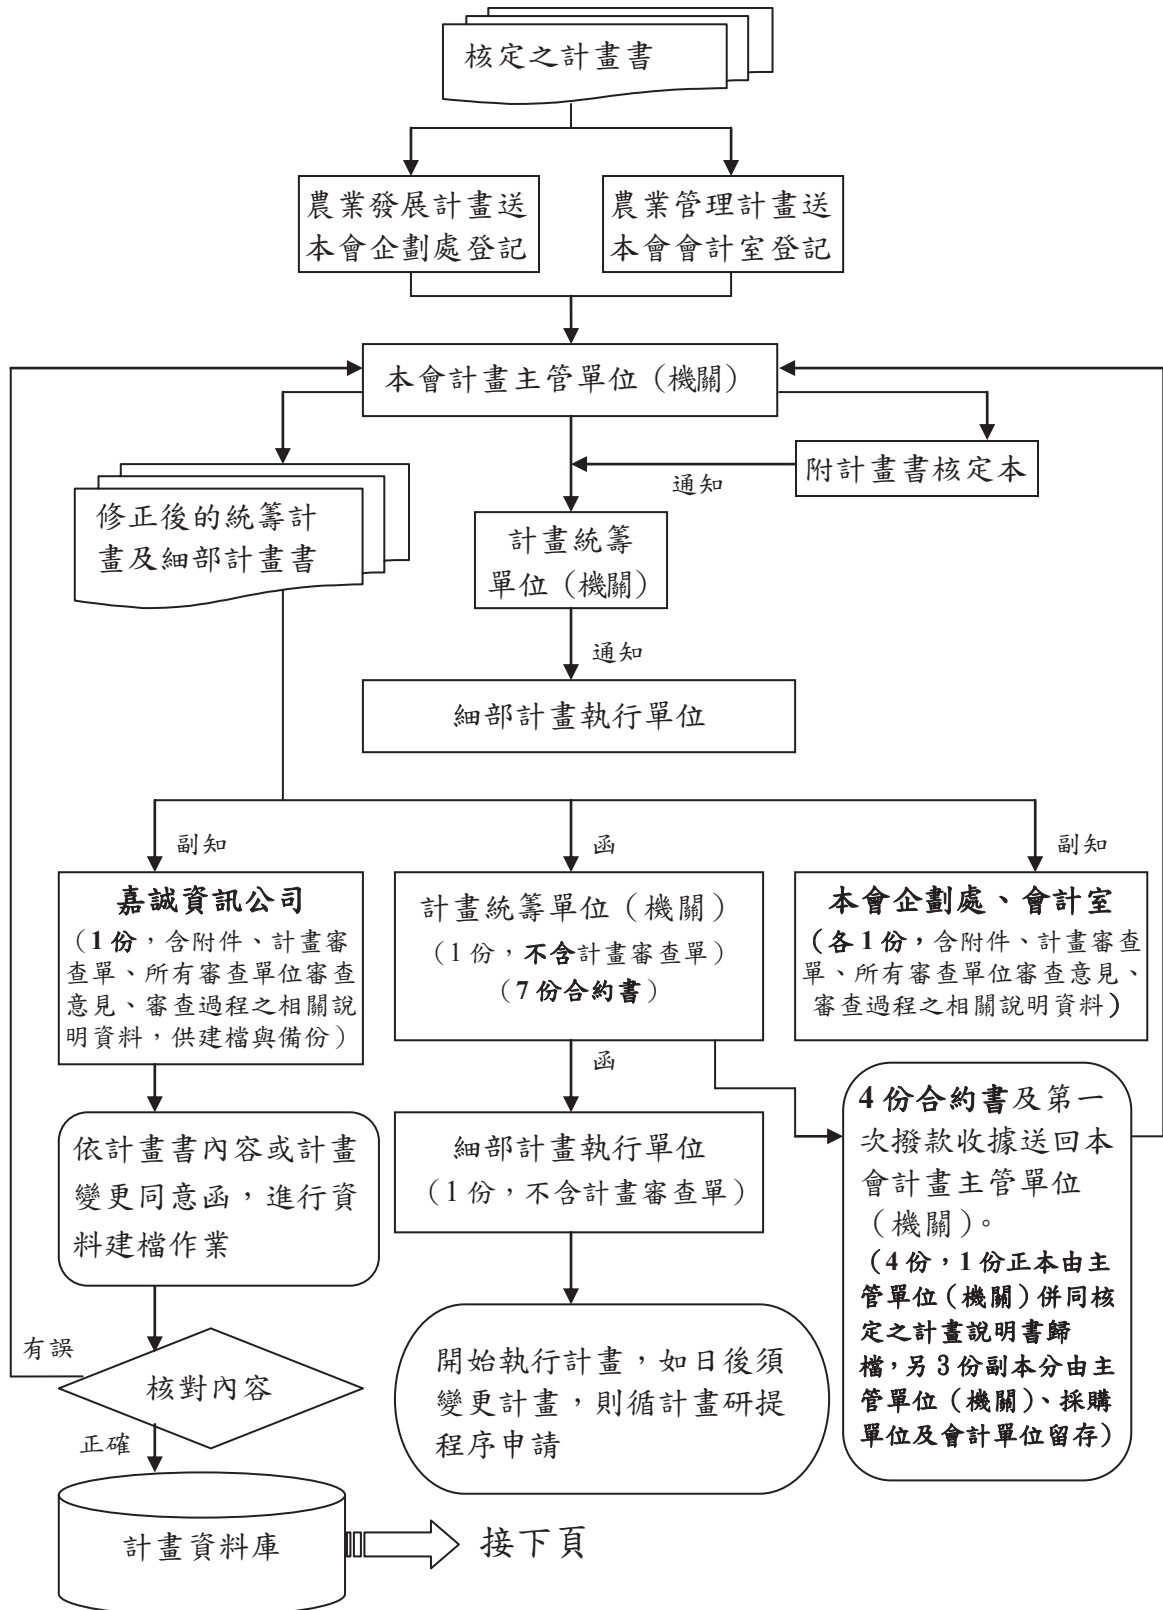 核定之計畫書
農業發展計畫送
本會企劃處登記
農業管理計畫送
本會會計室登記
本會計畫主管單位（機關）
附計畫書核定本
通知
修正後的統籌計
畫及細部計畫書
計畫統籌
單位（機關）
通知
細部計畫執行單位
副知
函
副知
嘉誠資訊公司
（1份，含附件、計畫審
查單、所有審查單位審查
意見、審查過程之相關說
明資料，供建檔與備份）
計畫統籌單位（機關）
（1份，不含計畫審查單）
（7份合約書）
本會企劃處、會計室
（各1份，含附件、計畫審查
單、所有審查單位審查意見、
審查過程之相關說明資料）
函
依計畫書內容或計畫
變更同意函，進行資
料建檔作業
細部計畫執行單位
（1份，不含計畫審查單）
4份合約書及第一
次撥款收據送回本
會計畫主管單位
（機關）。
（4份，1份正本由主
管單位（機關）併同核
定之計畫說明書歸
檔，另3份副本分由主
管單位（機關）、採購
單位及會計單位留存）
有誤
核對內容
正確
開始執行計畫，如日後須
變更計畫，則循計畫研提
程序申請
計畫資料庫
接下頁